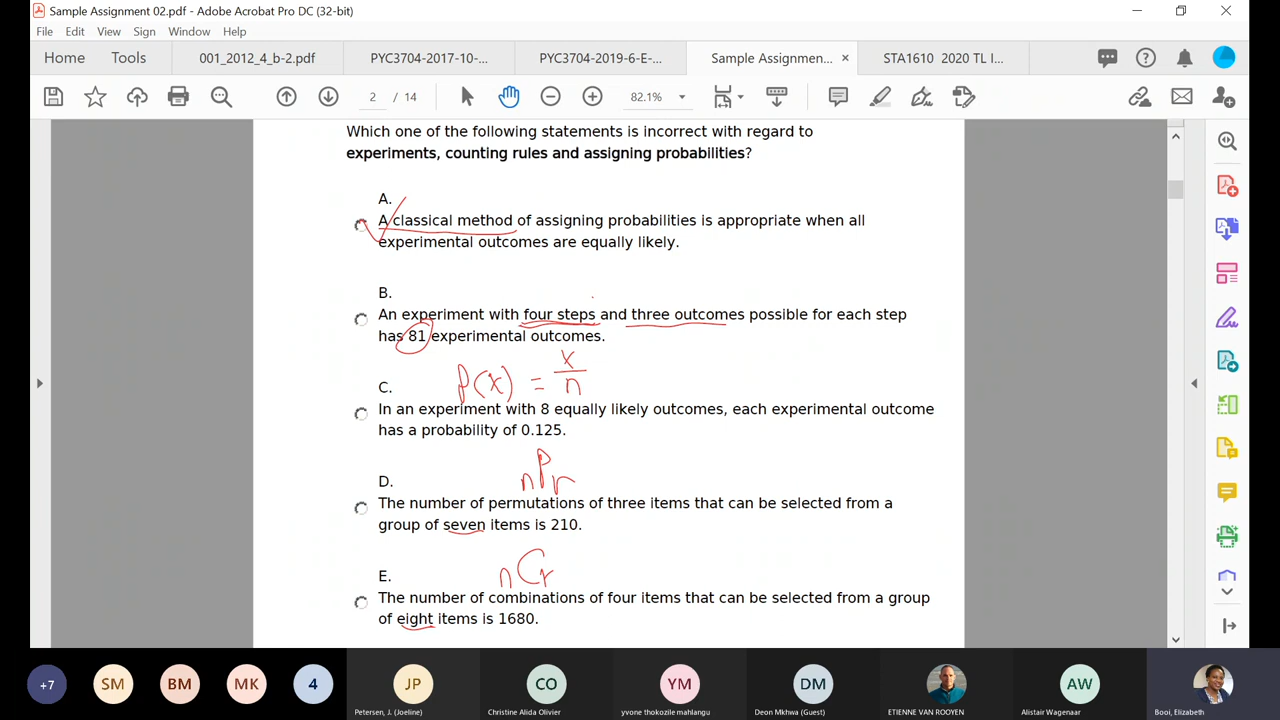 Sample Assignment 02.pdf - Adobe Acrobat Pro DC (32-bit)
File Edit View Sign Window Help
Home Tools 001_2012_4_b-2.pdf PYC3704-2017-10-... PYC3704-2019-6-E-... Sample Assignmen... × STA1610 2020 TL I...
2 / 14 82.1%
Which one of the following statements is incorrect with regard to
experiments, counting rules and assigning probabilities?
A.
A classical method of assigning probabilities is appropriate when all
experimental outcomes are equally likely.
B.
An experiment with four steps and three outcomes possible for each step
has 81 experimental outcomes.
P(x) = x/n
C.
In an experiment with 8 equally likely outcomes, each experimental outcome
has a probability of 0.125.
nPr
D.
The number of permutations of three items that can be selected from a
group of seven items is 210.
nCr
E.
The number of combinations of four items that can be selected from a group
of eight items is 1680.
+7 SM BM MK 4 JP CO YM DM AW
Petersen, J. (Joeline) Christine Alida Olivier yvone thokozile mahlangu Deon Mkhwa (Guest) ETIENNE VAN ROOYEN Alistair Wagenaar Booi, Elizabeth